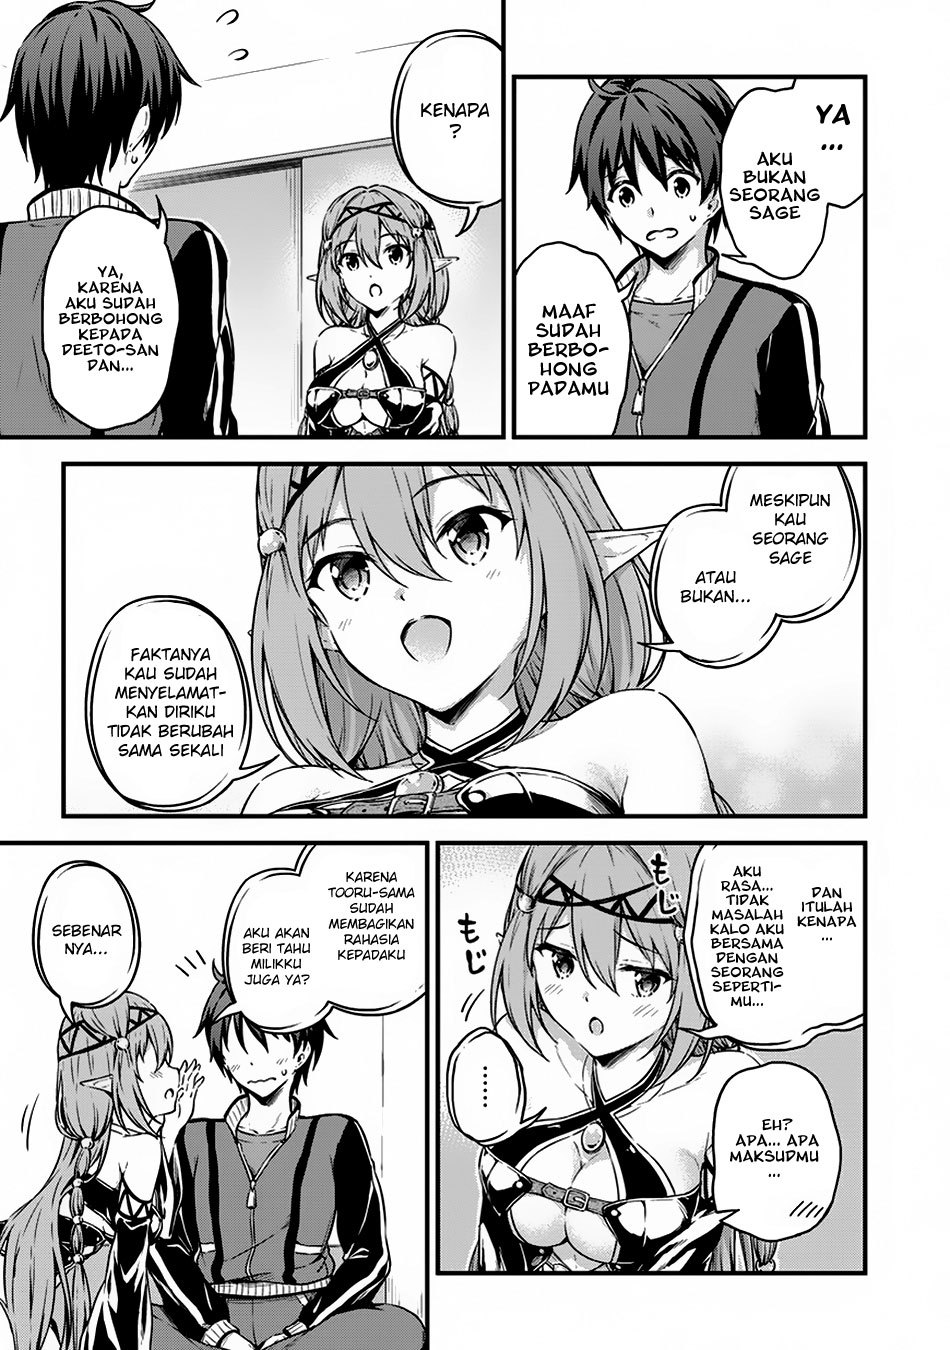 YA
...
AKU
BUKAN
SEORANG
SAGE
MAAF
SUDAH
BERBO-
HONG
PADAMU
KENAPA
?
YA,
KARENA
AKU SUDAH
BERBOHONG
KEPADA
DEETO-SAN
DAN...
MESKIPUN
KAU
SEORANG
SAGE
ATAU
BUKAN...
FAKTANYA
KAU SUDAH
MENYELAMAT-
KAN DIRIKU
TIDAK BERUBAH
SAMA SEKALI
DAN
ITULAH
KENAPA
...
AKU
RASA...
TIDAK
MASALAH
KALO AKU
BERSAMA
DENGAN
SEORANG
SEPERTI-
MU...
もじ
もじ
......
EH?
APA... APA
MAKSUDMU
...
KARENA
TOORU-SAMA
SUDAH
MEMBAGIKAN
RAHASIA
KEPADAKU
AKU AKAN
BERI TAHU
MILIKKU
JUGA YA?
SEBENAR
NYA...